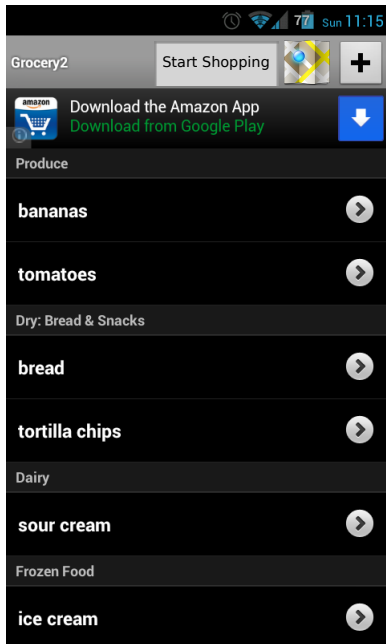 77 Sun 11:15
Grocery2
Start Shopping
+
amazon
Download the Amazon App
Download from Google Play
Produce
bananas
tomatoes
Dry: Bread & Snacks
bread
tortilla chips
Dairy
sour cream
Frozen Food
ice cream